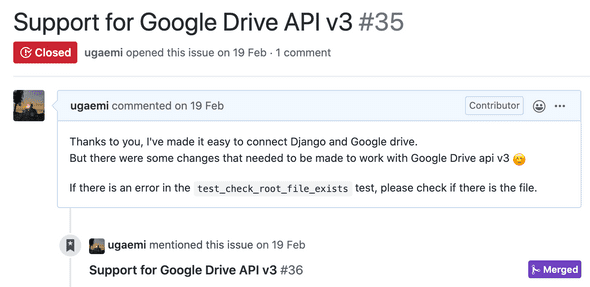 Support for Google Drive API v3 #35
Closed ugaemi opened this issue on 19 Feb · 1 comment
ugaemi commented on 19 Feb Contributor
Thanks to you, I've made it easy to connect Django and Google drive.
But there were some changes that needed to be made to work with Google Drive api v3
If there is an error in the test_check_root_file_exists test, please check if there is the file.
ugaemi mentioned this issue on 19 Feb
Support for Google Drive API v3 #36 Merged